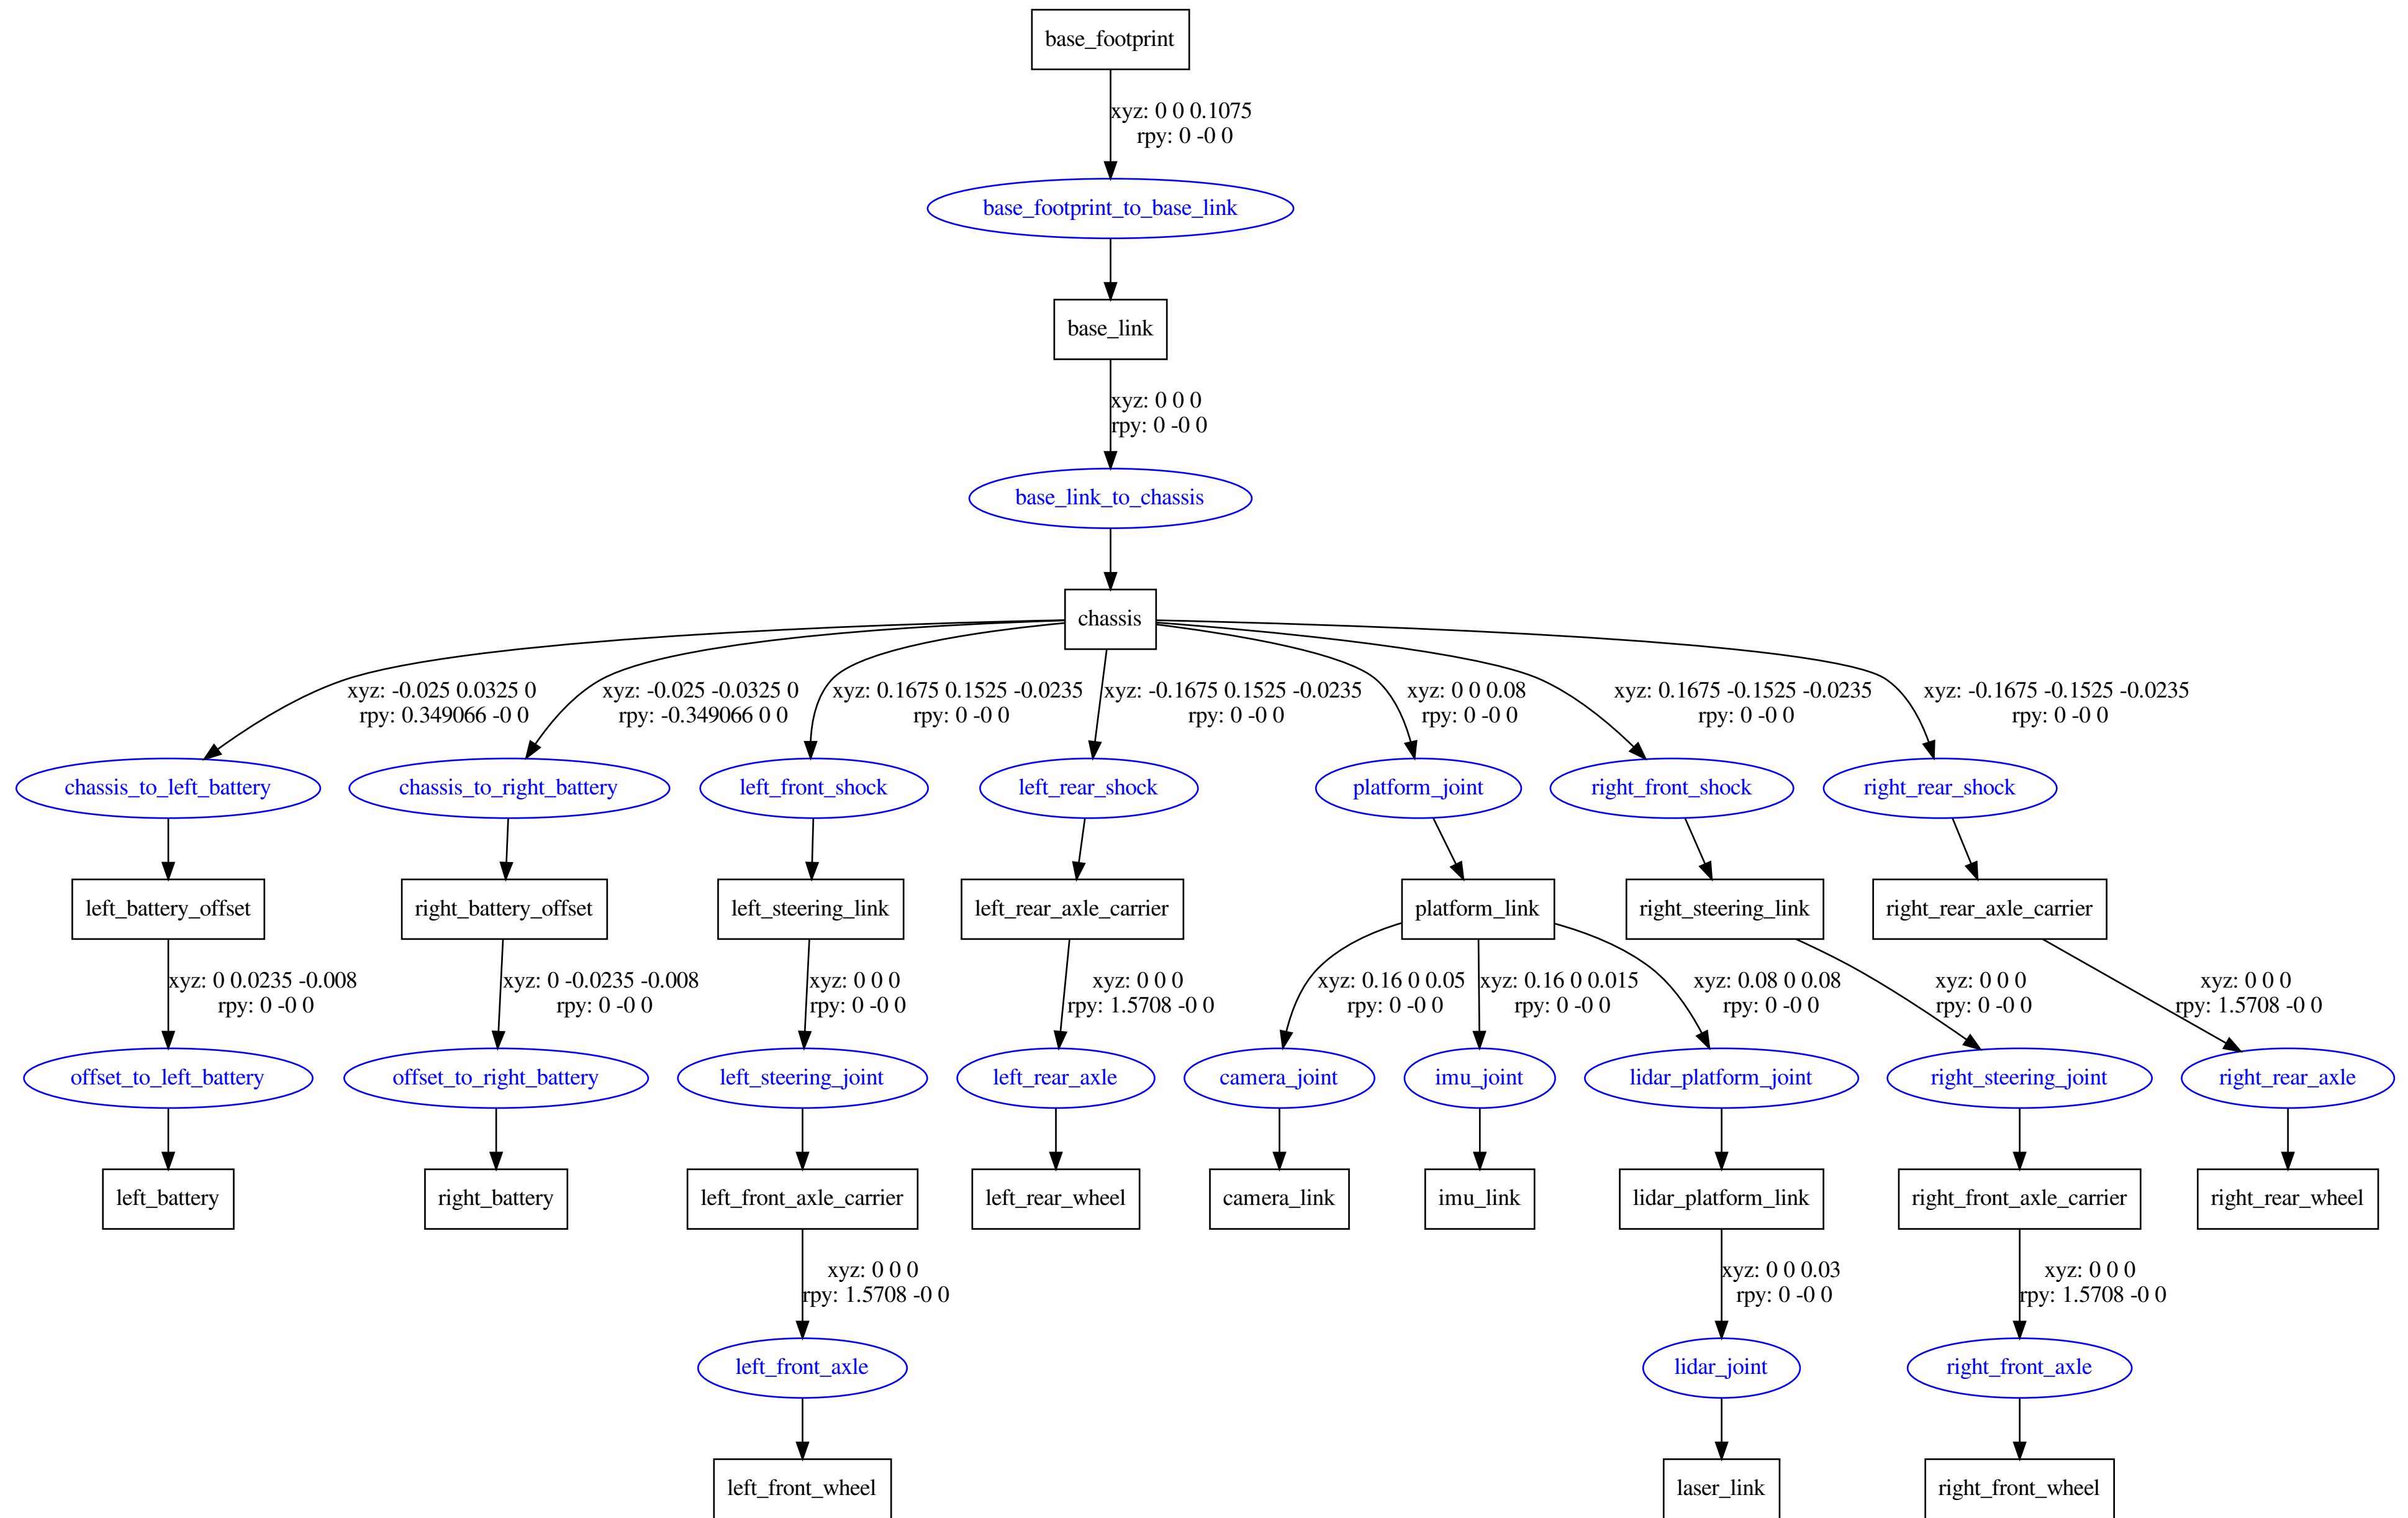 base_footprint
xyz: 0 0 0.1075
rpy: 0 -0 0
base_footprint_to_base_link
base_link
xyz: 0 0 0
rpy: 0 -0 0
base_link_to_chassis
chassis
xyz: -0.025 0.0325 0
rpy: 0.349066 -0 0
xyz: -0.025 -0.0325 0
rpy: -0.349066 0 0
xyz: 0.1675 0.1525 -0.0235
rpy: 0 -0 0
xyz: -0.1675 0.1525 -0.0235
rpy: 0 -0 0
xyz: 0 0 0.08
rpy: 0 -0 0
xyz: 0.1675 -0.1525 -0.0235
rpy: 0 -0 0
xyz: -0.1675 -0.1525 -0.0235
rpy: 0 -0 0
chassis_to_left_battery
chassis_to_right_battery
left_front_shock
left_rear_shock
platform_joint
right_front_shock
right_rear_shock
left_battery_offset
right_battery_offset
left_steering_link
left_rear_axle_carrier
platform_link
right_steering_link
right_rear_axle_carrier
xyz: 0 0.0235 -0.008
rpy: 0 -0 0
xyz: 0 -0.0235 -0.008
rpy: 0 -0 0
xyz: 0 0 0
rpy: 0 -0 0
xyz: 0 0 0
rpy: 1.5708 -0 0
xyz: 0.16 0 0.05
rpy: 0 -0 0
xyz: 0.16 0 0.015
rpy: 0 -0 0
xyz: 0.08 0 0.08
rpy: 0 -0 0
xyz: 0 0 0
rpy: 0 -0 0
xyz: 0 0 0
rpy: 1.5708 -0 0
offset_to_left_battery
offset_to_right_battery
left_steering_joint
left_rear_axle
camera_joint
imu_joint
lidar_platform_joint
right_steering_joint
right_rear_axle
left_battery
right_battery
left_front_axle_carrier
left_rear_wheel
camera_link
imu_link
lidar_platform_link
right_front_axle_carrier
right_rear_wheel
xyz: 0 0 0
rpy: 1.5708 -0 0
xyz: 0 0 0.03
rpy: 0 -0 0
xyz: 0 0 0
rpy: 1.5708 -0 0
left_front_axle
lidar_joint
right_front_axle
left_front_wheel
laser_link
right_front_wheel